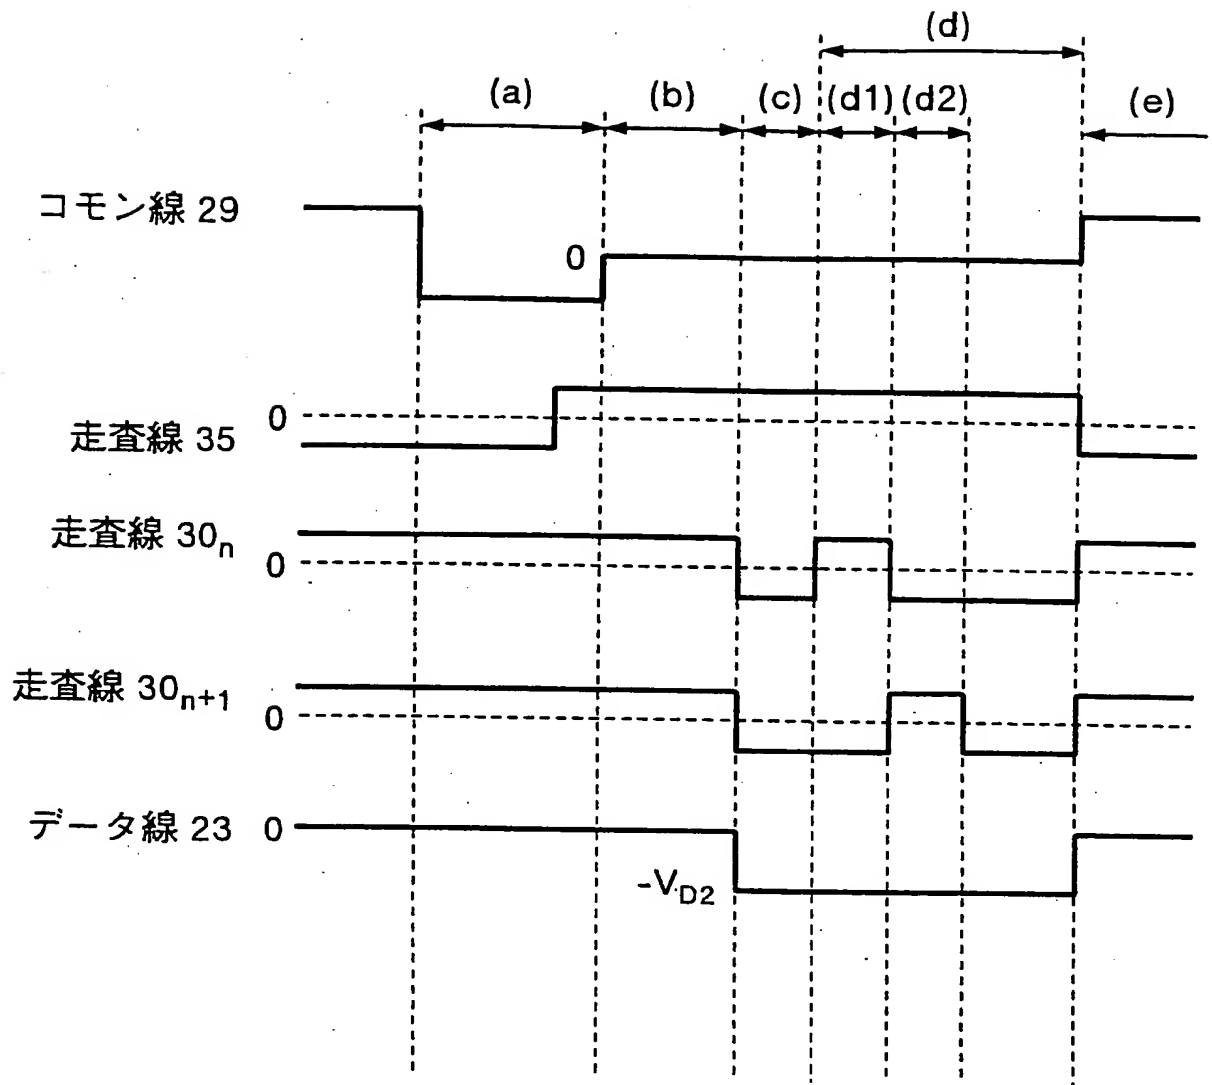 (d)
(a) (b) (c) (d1) (d2) (e)
コモン線 29
0
0
走査線 35
走査線 30n
0
走査線 30n+1
0
データ線 23 0
-VD2